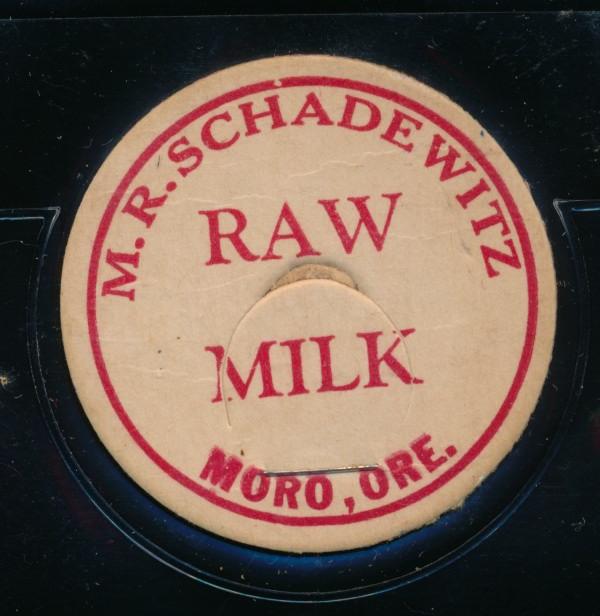 M. R. SCHADEWITZ
RAW
MILK
MORO, ORE.